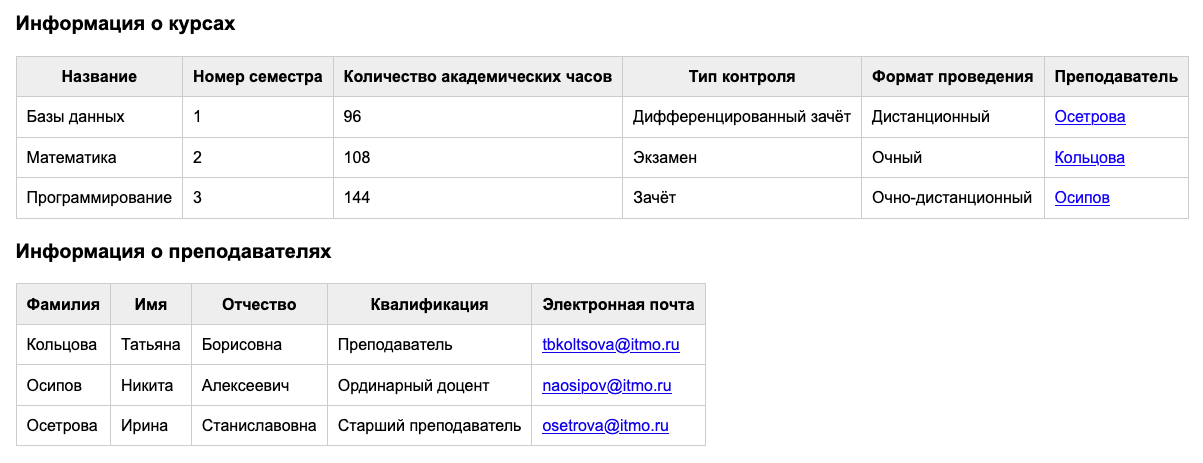 Информация о курсах
Название Номер семестра Количество академических часов Тип контроля Формат проведения Преподаватель
Базы данных 1 96 Дифференцированный зачёт Дистанционный Осетрова
Математика 2 108 Экзамен Очный Кольцова
Программирование 3 144 Зачёт Очно-дистанционный Осипов
Информация о преподавателях
Фамилия Имя Отчество Квалификация Электронная почта
Кольцова Татьяна Борисовна Преподаватель tbkoltsova@itmo.ru
Осипов Никита Алексеевич Ординарный доцент naosipov@itmo.ru
Осетрова Ирина Станиславовна Старший преподаватель osetrova@itmo.ru